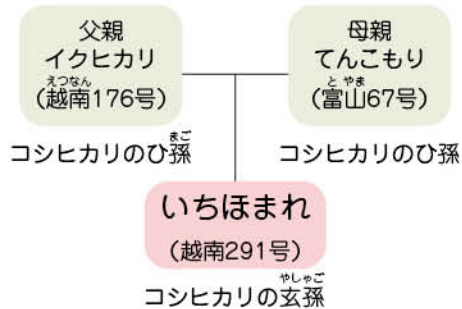 父親
イクヒカリ
えつなん
(越南176号)
まご
コシヒカリのひ孫
母親
てんこもり
と やま
(富山67号)
コシヒカリのひ孫
いちほまれ
(越南291号)
やしゃご
コシヒカリの玄孫